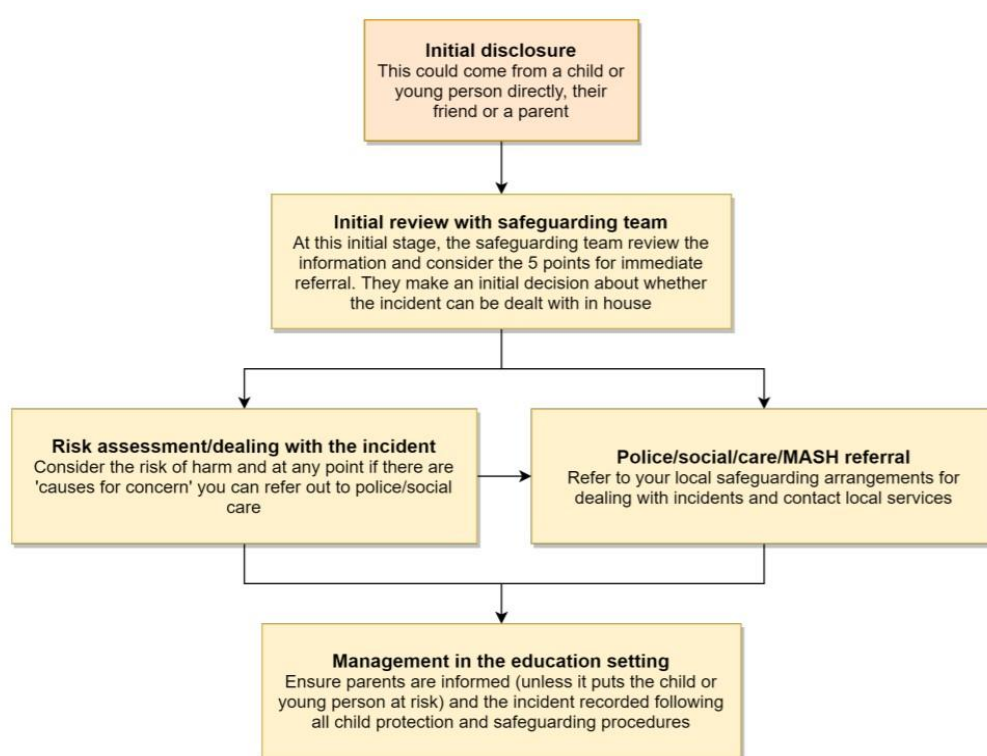 Initial disclosure
This could come from a child or
young person directly, their
friend or a parent
Initial review with safeguarding team
At this initial stage, the safeguarding team review the
information and consider the 5 points for immediate
referral. They make an initial decision about whether
the incident can be dealt with in house
Risk assessment/dealing with the incident
Consider the risk of harm and at any point if there are
'causes for concern' you can refer out to police/social
care
Police/social/care/MASH referral
Refer to your local safeguarding arrangements for
dealing with incidents and contact local services
Management in the education setting
Ensure parents are informed (unless it puts the child or
young person at risk) and the incident recorded following
all child protection and safeguarding procedures